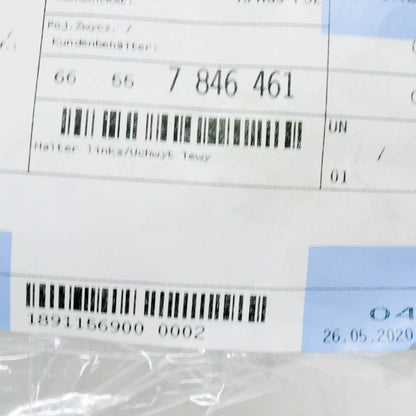 Poj.Zwycz. /
Kundenbehälter:
66 55 7 846 461
UN
/
Halter links/Uchwyt lewy
01
1891156900 0002
04
26.05.2020